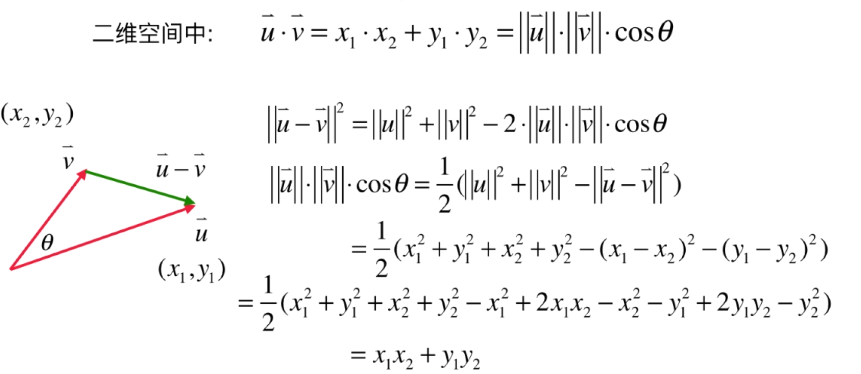 二维空间中: $\vec{u} \cdot \vec{v} = x_1 \cdot x_2 + y_1 \cdot y_2 = ||\vec{u}|| \cdot ||\vec{v}|| \cdot \cos\theta$
$(x_2, y_2)$
$\vec{v}$
$\vec{u} - \vec{v}$
$\theta$
$\vec{u}$
$(x_1, y_1)$
$||\vec{u} - \vec{v}||^2 = ||u||^2 + ||v||^2 - 2 \cdot ||\vec{u}|| \cdot ||\vec{v}|| \cdot \cos\theta$
$||\vec{u}|| \cdot ||\vec{v}|| \cdot \cos\theta = \frac{1}{2}(||u||^2 + ||v||^2 - ||\vec{u} - \vec{v}||^2)$
$= \frac{1}{2}(x_1^2 + y_1^2 + x_2^2 + y_2^2 - (x_1 - x_2)^2 - (y_1 - y_2)^2)$
$= \frac{1}{2}(x_1^2 + y_1^2 + x_2^2 + y_2^2 - x_1^2 + 2x_1x_2 - x_2^2 - y_1^2 + 2y_1y_2 - y_2^2)$
$= x_1x_2 + y_1y_2$